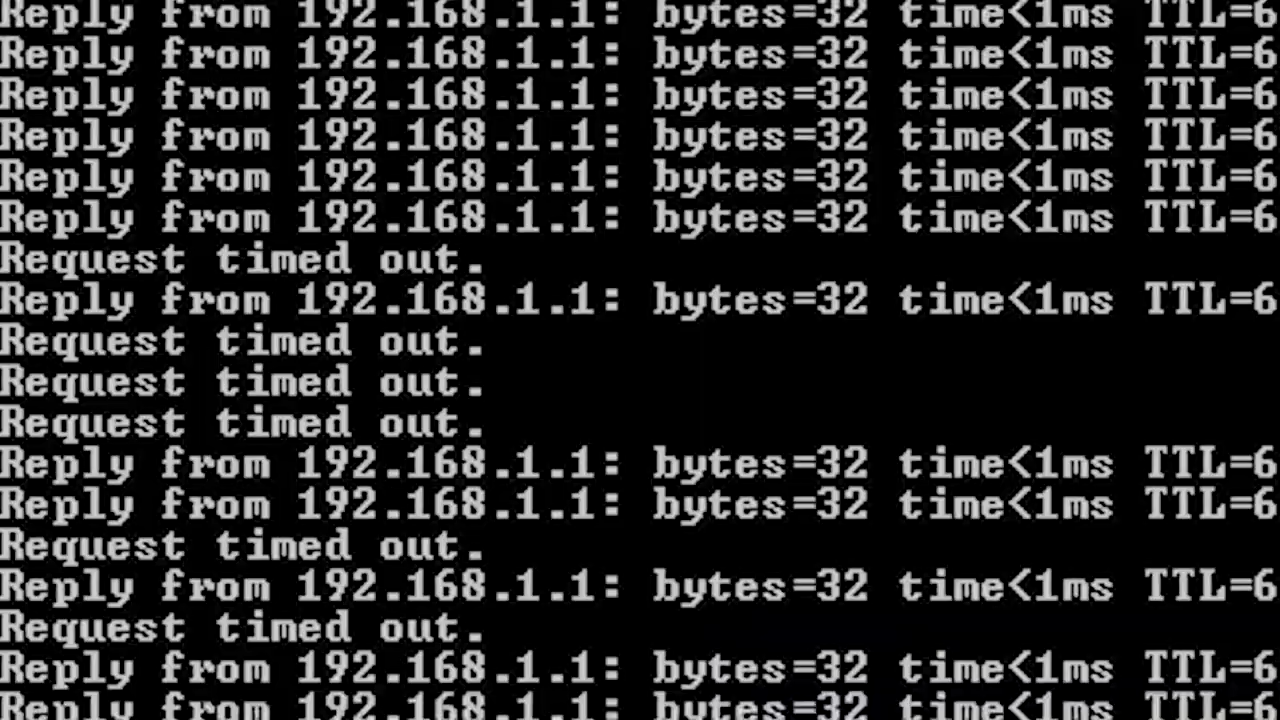 Reply from 192.168.1.1: bytes=32 time<1ms TTL=6
Reply from 192.168.1.1: bytes=32 time<1ms TTL=6
Reply from 192.168.1.1: bytes=32 time<1ms TTL=6
Reply from 192.168.1.1: bytes=32 time<1ms TTL=6
Reply from 192.168.1.1: bytes=32 time<1ms TTL=6
Reply from 192.168.1.1: bytes=32 time<1ms TTL=6
Request timed out.
Reply from 192.168.1.1: bytes=32 time<1ms TTL=6
Request timed out.
Request timed out.
Request timed out.
Reply from 192.168.1.1: bytes=32 time<1ms TTL=6
Reply from 192.168.1.1: bytes=32 time<1ms TTL=6
Request timed out.
Reply from 192.168.1.1: bytes=32 time<1ms TTL=6
Request timed out.
Reply from 192.168.1.1: bytes=32 time<1ms TTL=6
Reply from 192.168.1.1: bytes=32 time<1ms TTL=6